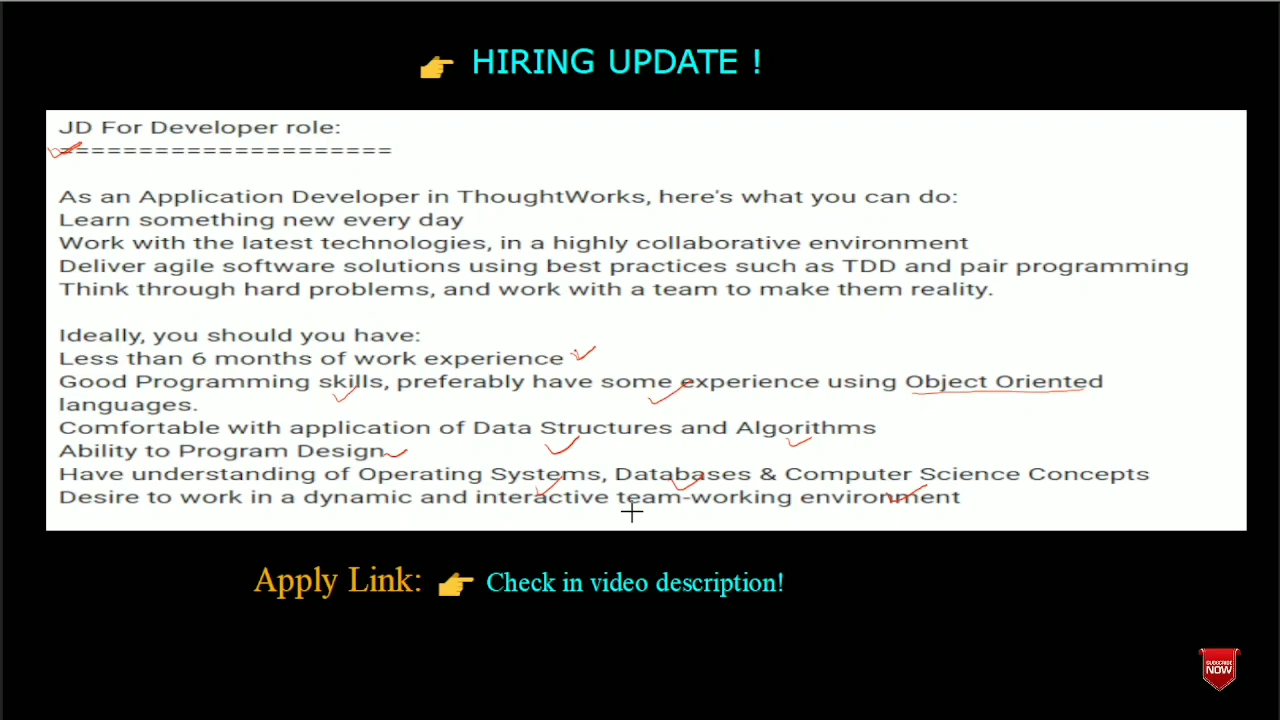 👉 HIRING UPDATE !
JD For Developer role:
=====================
As an Application Developer in ThoughtWorks, here's what you can do:
Learn something new every day
Work with the latest technologies, in a highly collaborative environment
Deliver agile software solutions using best practices such as TDD and pair programming
Think through hard problems, and work with a team to make them reality.
Ideally, you should you have:
Less than 6 months of work experience
Good Programming skills, preferably have some experience using Object Oriented
languages.
Comfortable with application of Data Structures and Algorithms
Ability to Program Design
Have understanding of Operating Systems, Databases & Computer Science Concepts
Desire to work in a dynamic and interactive team-working environment
Apply Link: 👉 Check in video description!
SUBSCRIBE
NOW